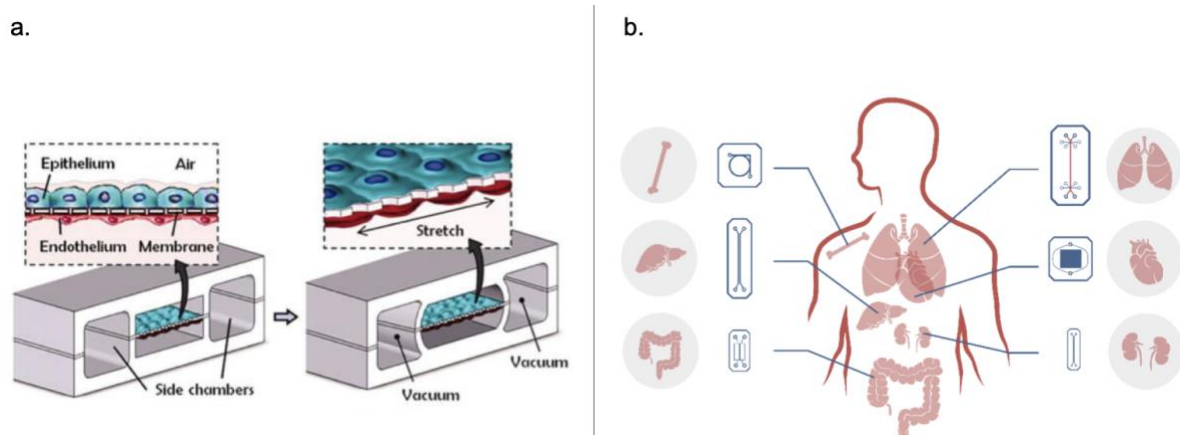 a.
b.
Epithelium
Air
Endothelium
Membrane
Stretch
Side chambers
Vacuum
Vacuum